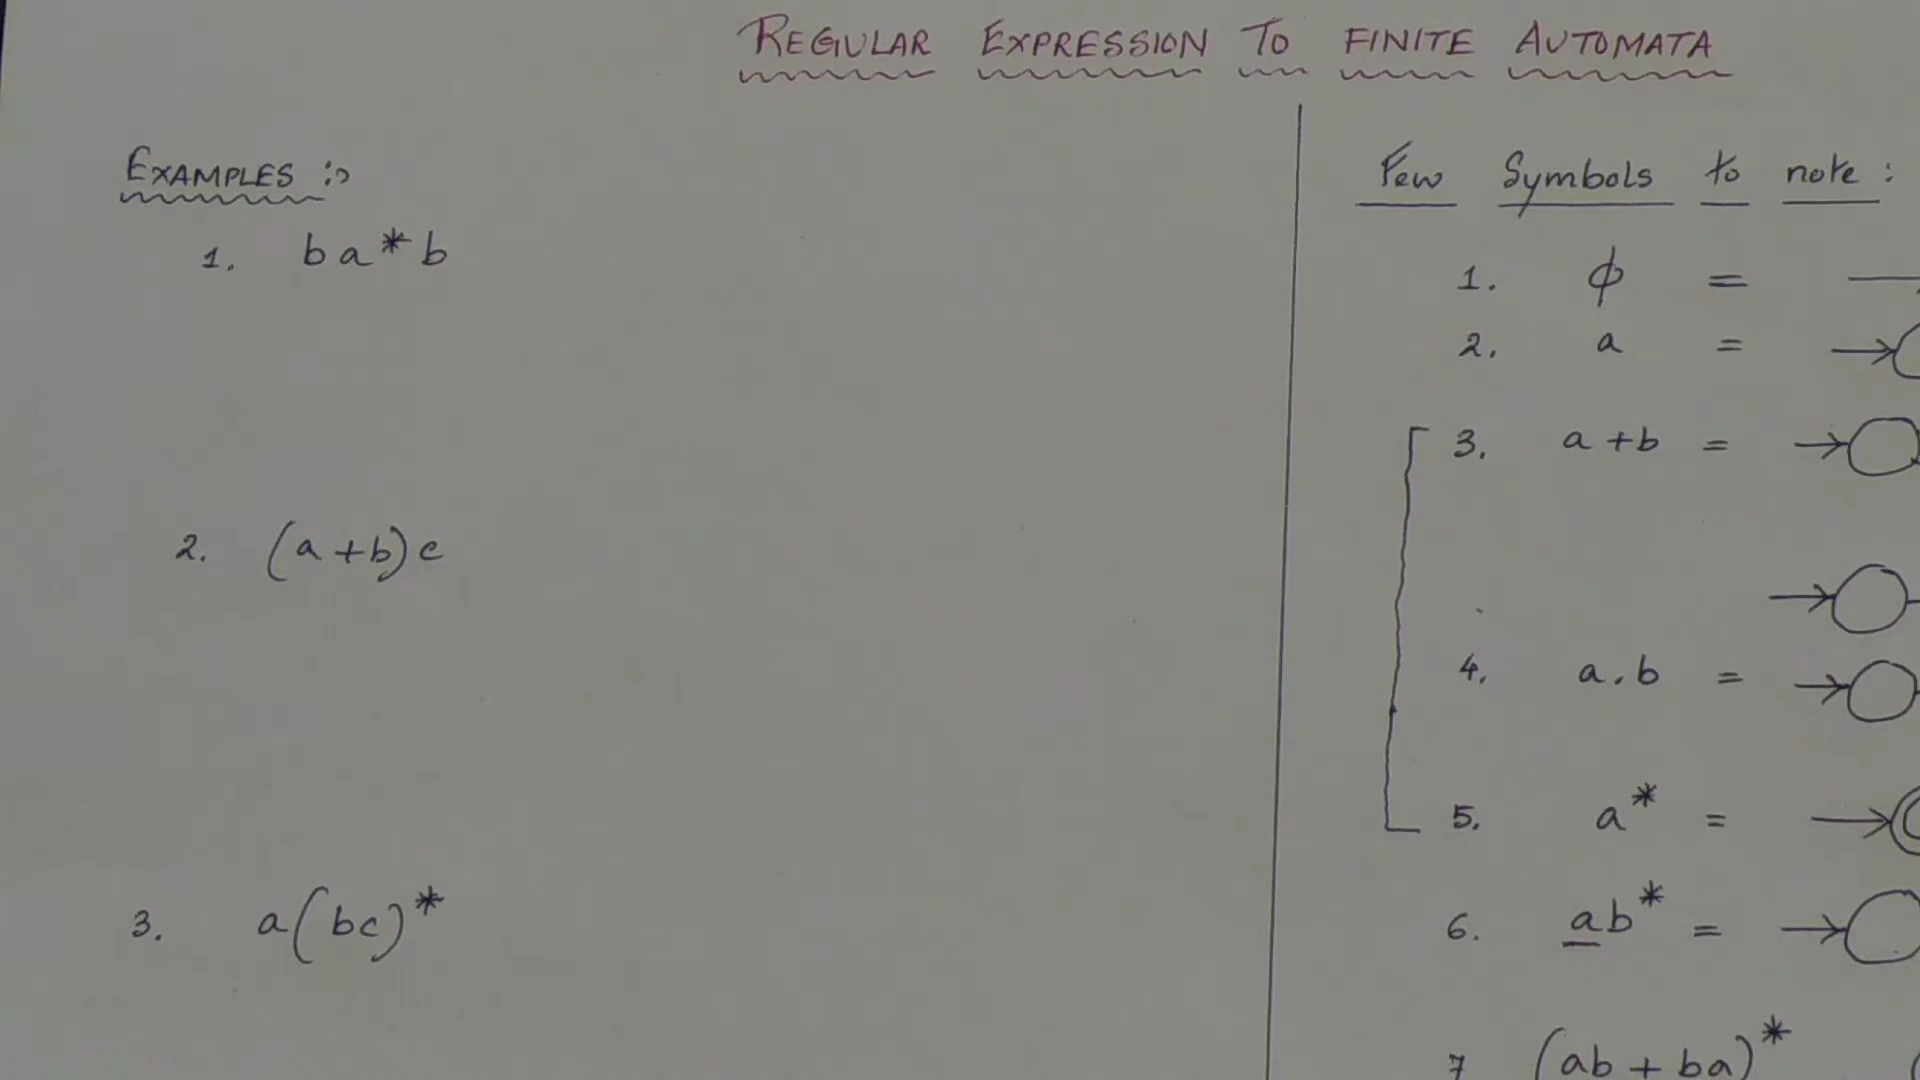 REGULAR EXPRESSION TO FINITE AUTOMATA
EXAMPLES :->
1. ba*b
2. (a+b)c
3. a(bc)*
Few Symbols to note :
1. ϕ =
2. a =
3. a+b =
4. a.b =
5. a* =
6. ab* =
7 (ab + ba)*